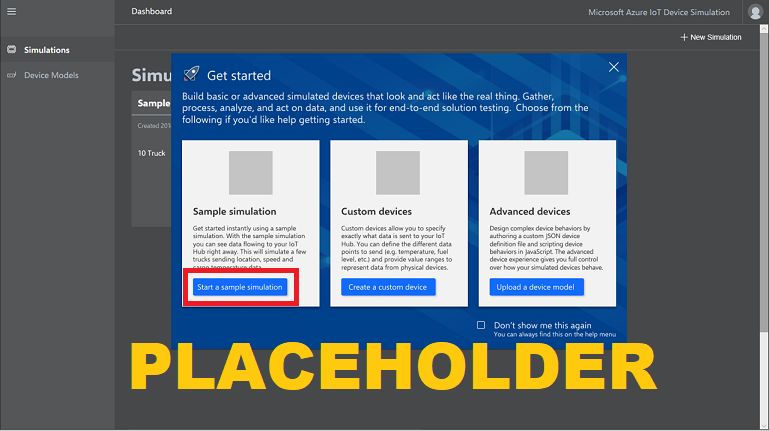 Dashboard
Microsoft Azure IoT Device Simulation
New Simulation
Simulations
Device Models
Simu
Sample
Created 201
10 Truck
Get started
Build basic or advanced simulated devices that look and act like the real thing. Gather,
process, analyze, and act on data, and use it for end-to-end solution testing. Choose from the
following if you'd like help getting started.
Sample simulation
Get started instantly using a sample
simulation. With the sample simulation
you can see data flowing to your IoT
Hub right away. This will simulate a few
trucks sending location, speed and
cargo temperature data.
Start a sample simulation
Custom devices
Custom devices allow you to specify
exactly what data is sent to your IoT
Hub. You can define the different data
points to send (e.g. temperature, fuel
level, etc.) and provide value ranges to
represent data from physical devices.
Create a custom device
Advanced devices
Design complex device behaviors by
authoring a custom JSON device
definition file and scripting device
behaviors in JavaScript. The advanced
device experience gives you full control
over how your simulated devices behave.
Upload a device model
Don't show me this again
You can always find this on the help menu
PLACEHOLDER